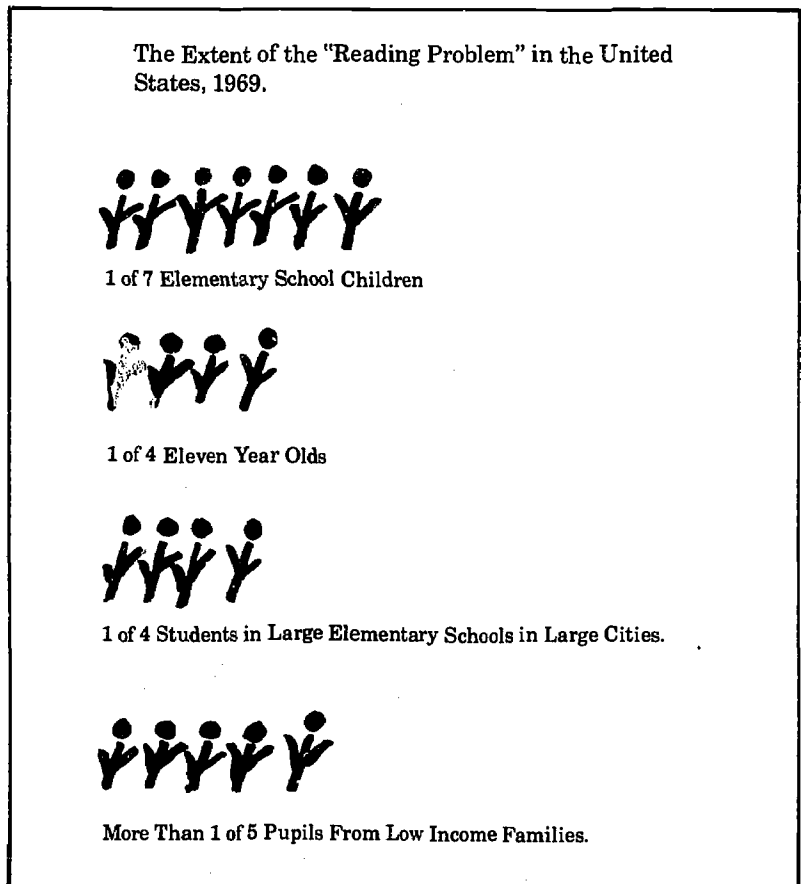 The Extent of the "Reading Problem" in the United
States, 1969.
1 of 7 Elementary School Children
1 of 4 Eleven Year Olds
1 of 4 Students in Large Elementary Schools in Large Cities.
More Than 1 of 5 Pupils From Low Income Families.